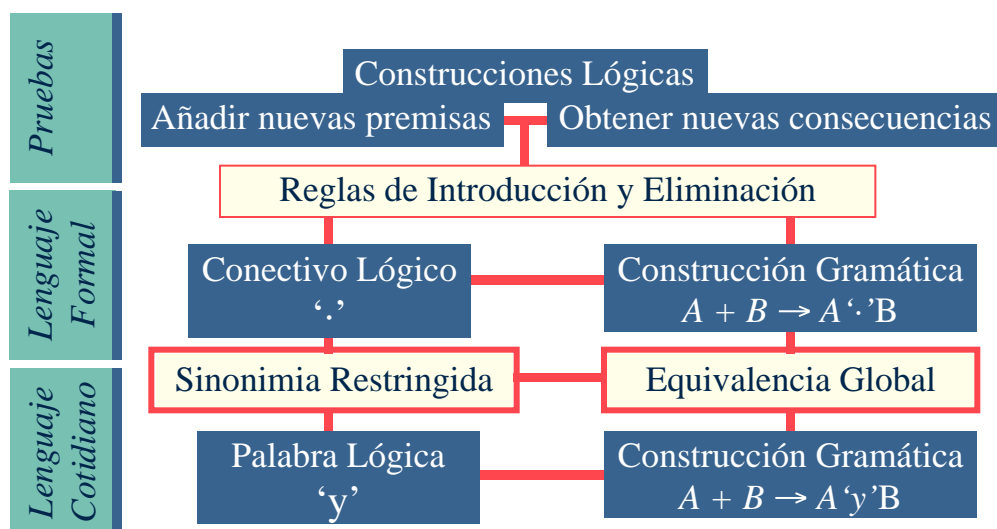 Pruebas
Construcciones Lógicas
Añadir nuevas premisas
Obtener nuevas consecuencias
Reglas de Introducción y Eliminación
Lenguaje
Formal
Conectivo Lógico
‘·’
Construcción Gramática
A + B → A‘·’B
Sinonimia Restringida
Equivalencia Global
Lenguaje
Cotidiano
Palabra Lógica
‘y’
Construcción Gramática
A + B → A‘y’B